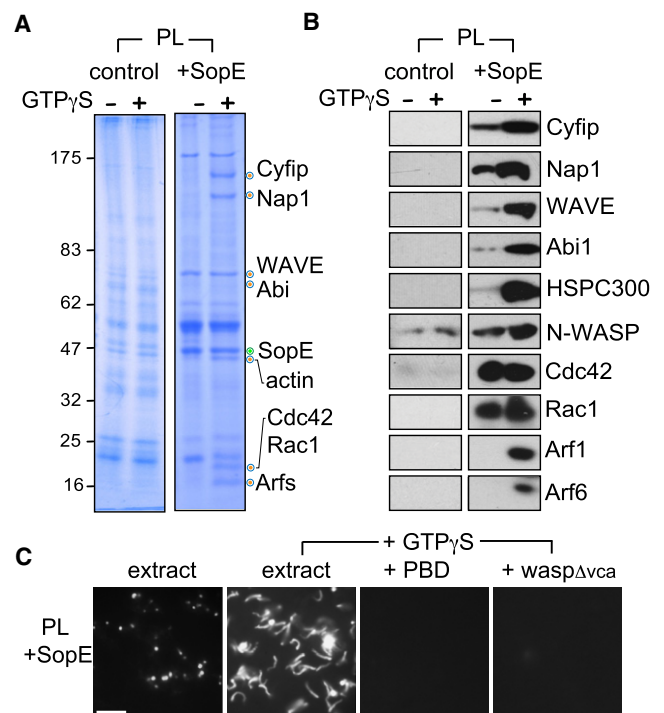 A
PL
control +SopE
GTPγS - + - +
175
83
62
47
32
25
16
Cyfip
Nap1
WAVE
Abi
SopE
actin
Cdc42
Rac1
Arfs
B
PL
control +SopE
GTPγS - + - +
Cyfip
Nap1
WAVE
Abi1
HSPC300
N-WASP
Cdc42
Rac1
Arf1
Arf6
C
+ GTPγS
extract extract + PBD + waspΔvca
PL
+SopE